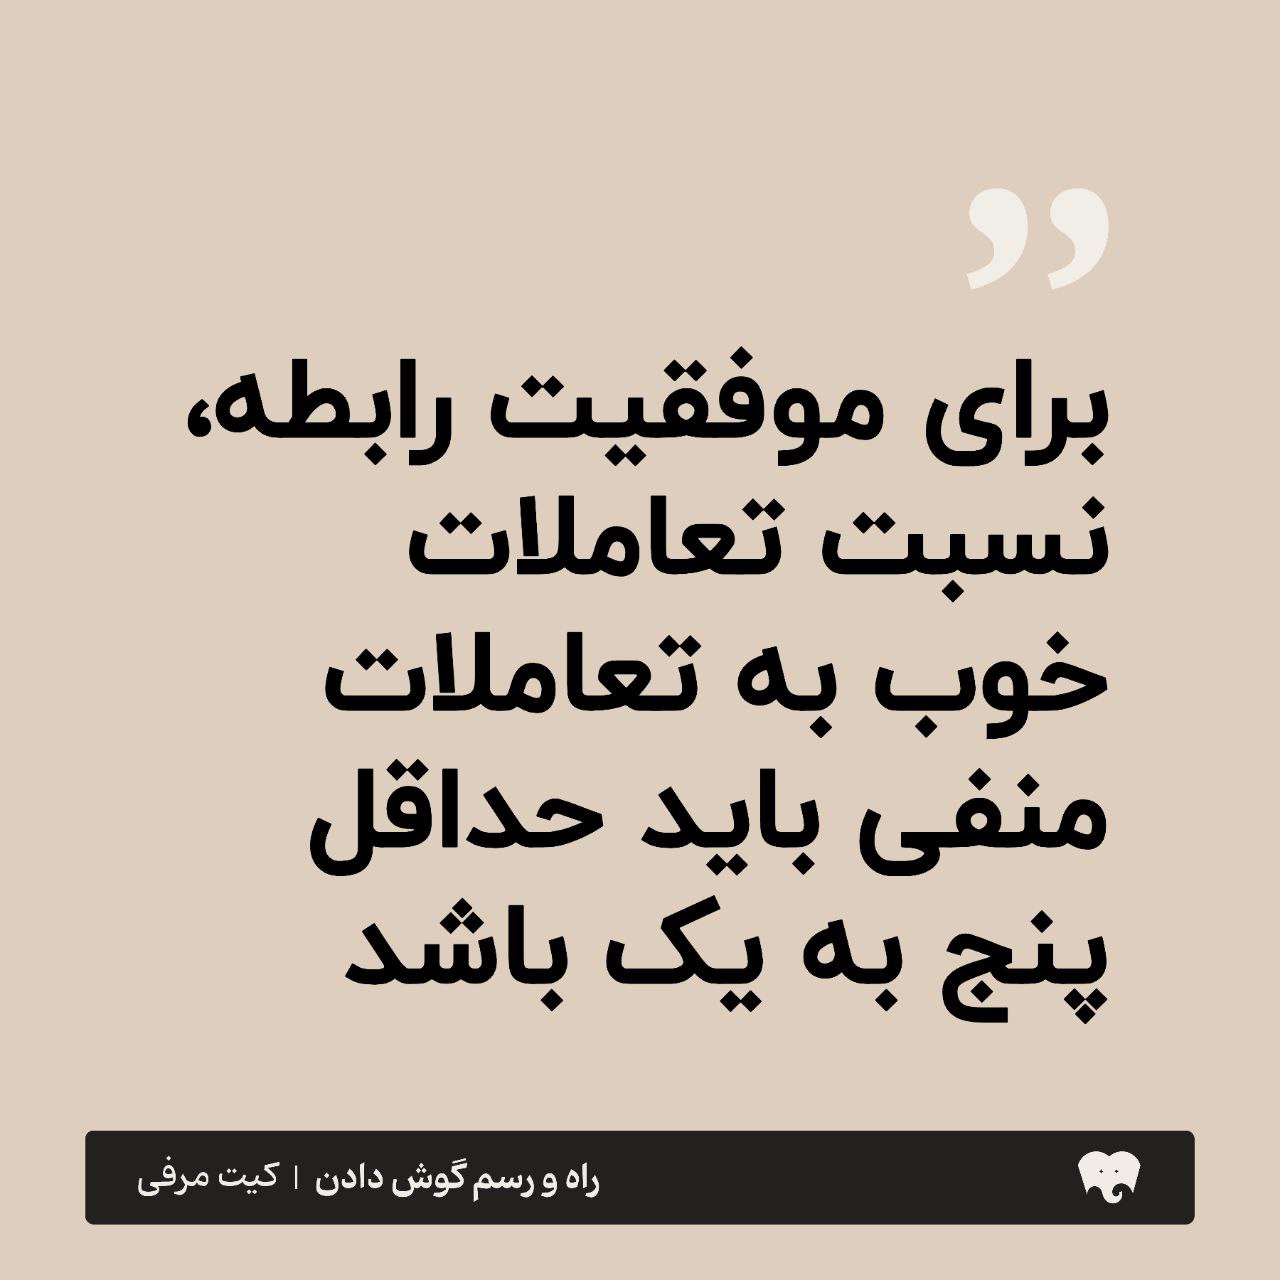 ”
برای موفقیت رابطه،
نسبت تعاملات
خوب به تعاملات
منفی باید حداقل
پنج به یک باشد
راه و رسم گوش دادن | کیت مرفی